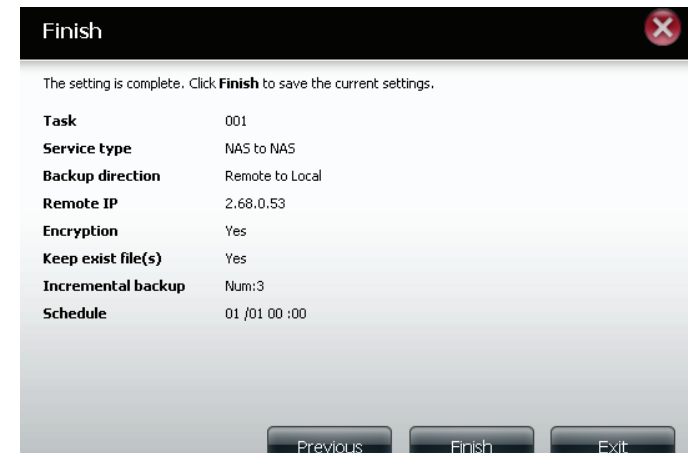 Finish
The setting is complete. Click Finish to save the current settings.
Task 001
Service type NAS to NAS
Backup direction Remote to Local
Remote IP 2.68.0.53
Encryption Yes
Keep exist file(s) Yes
Incremental backup Num:3
Schedule 01 /01 00 :00
Previous Finish Exit